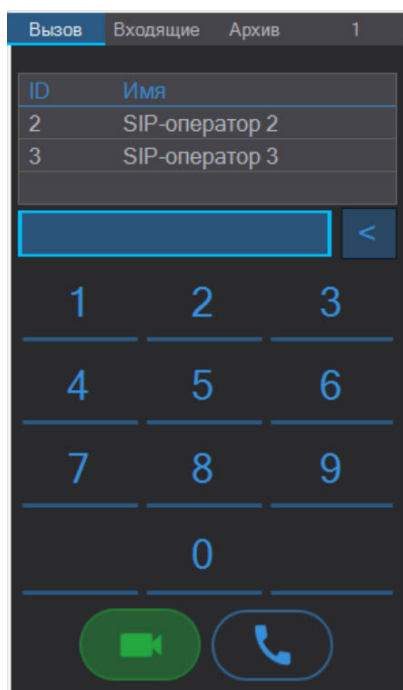 Вызов Входящие Архив 1
ID Имя
2 SIP-оператор 2
3 SIP-оператор 3
<
1 2 3
4 5 6
7 8 9
0